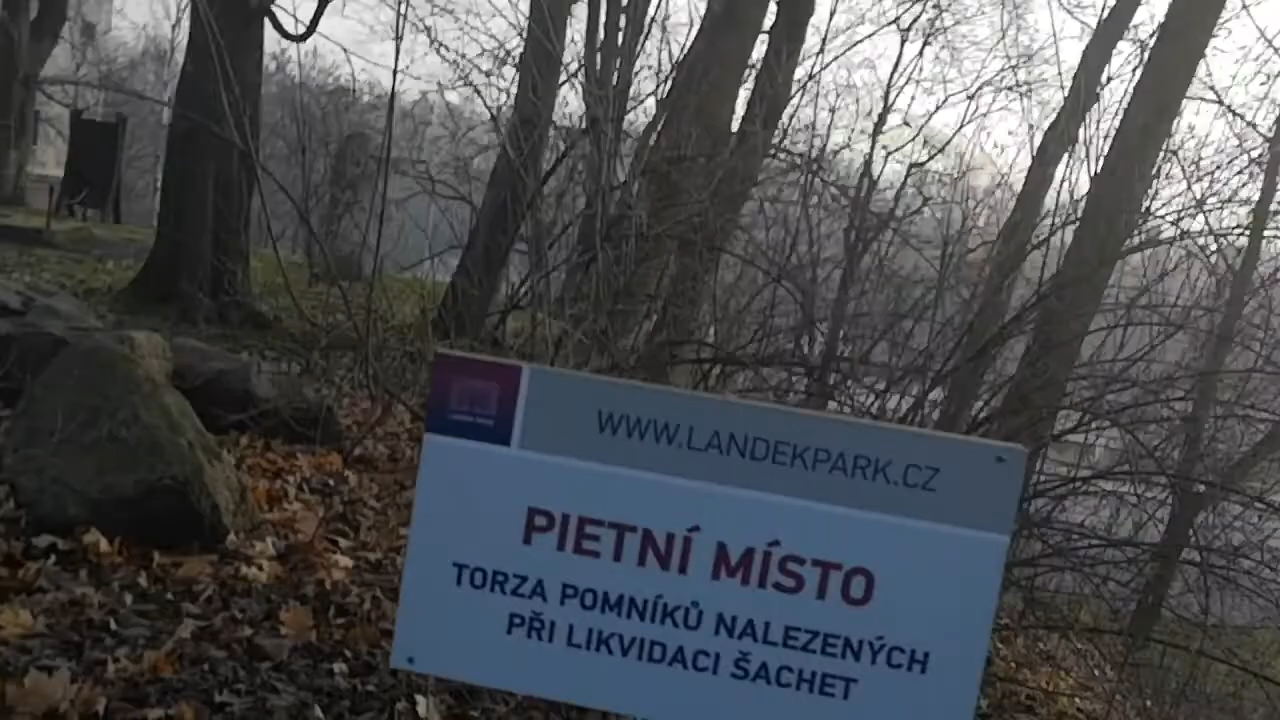 WWW.LANDEKPARK.CZ
PIETNÍ MÍSTO
TORZA POMNÍKŮ NALEZENÝCH
PŘI LIKVIDACI ŠACHET